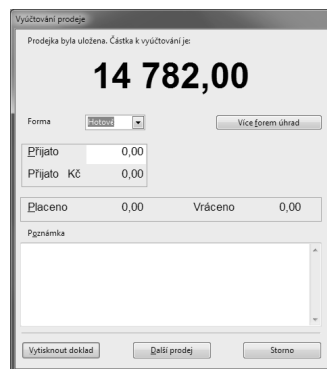 Vyúčtování prodeje
Prodejka byla uložena. Částka k vyúčtování je:
14 782,00
Forma Hotově Více forem úhrad
Přijato 0,00
Přijato Kč 0,00
Placeno 0,00 Vráceno 0,00
Poznámka
Vytisknout doklad Další prodej Storno